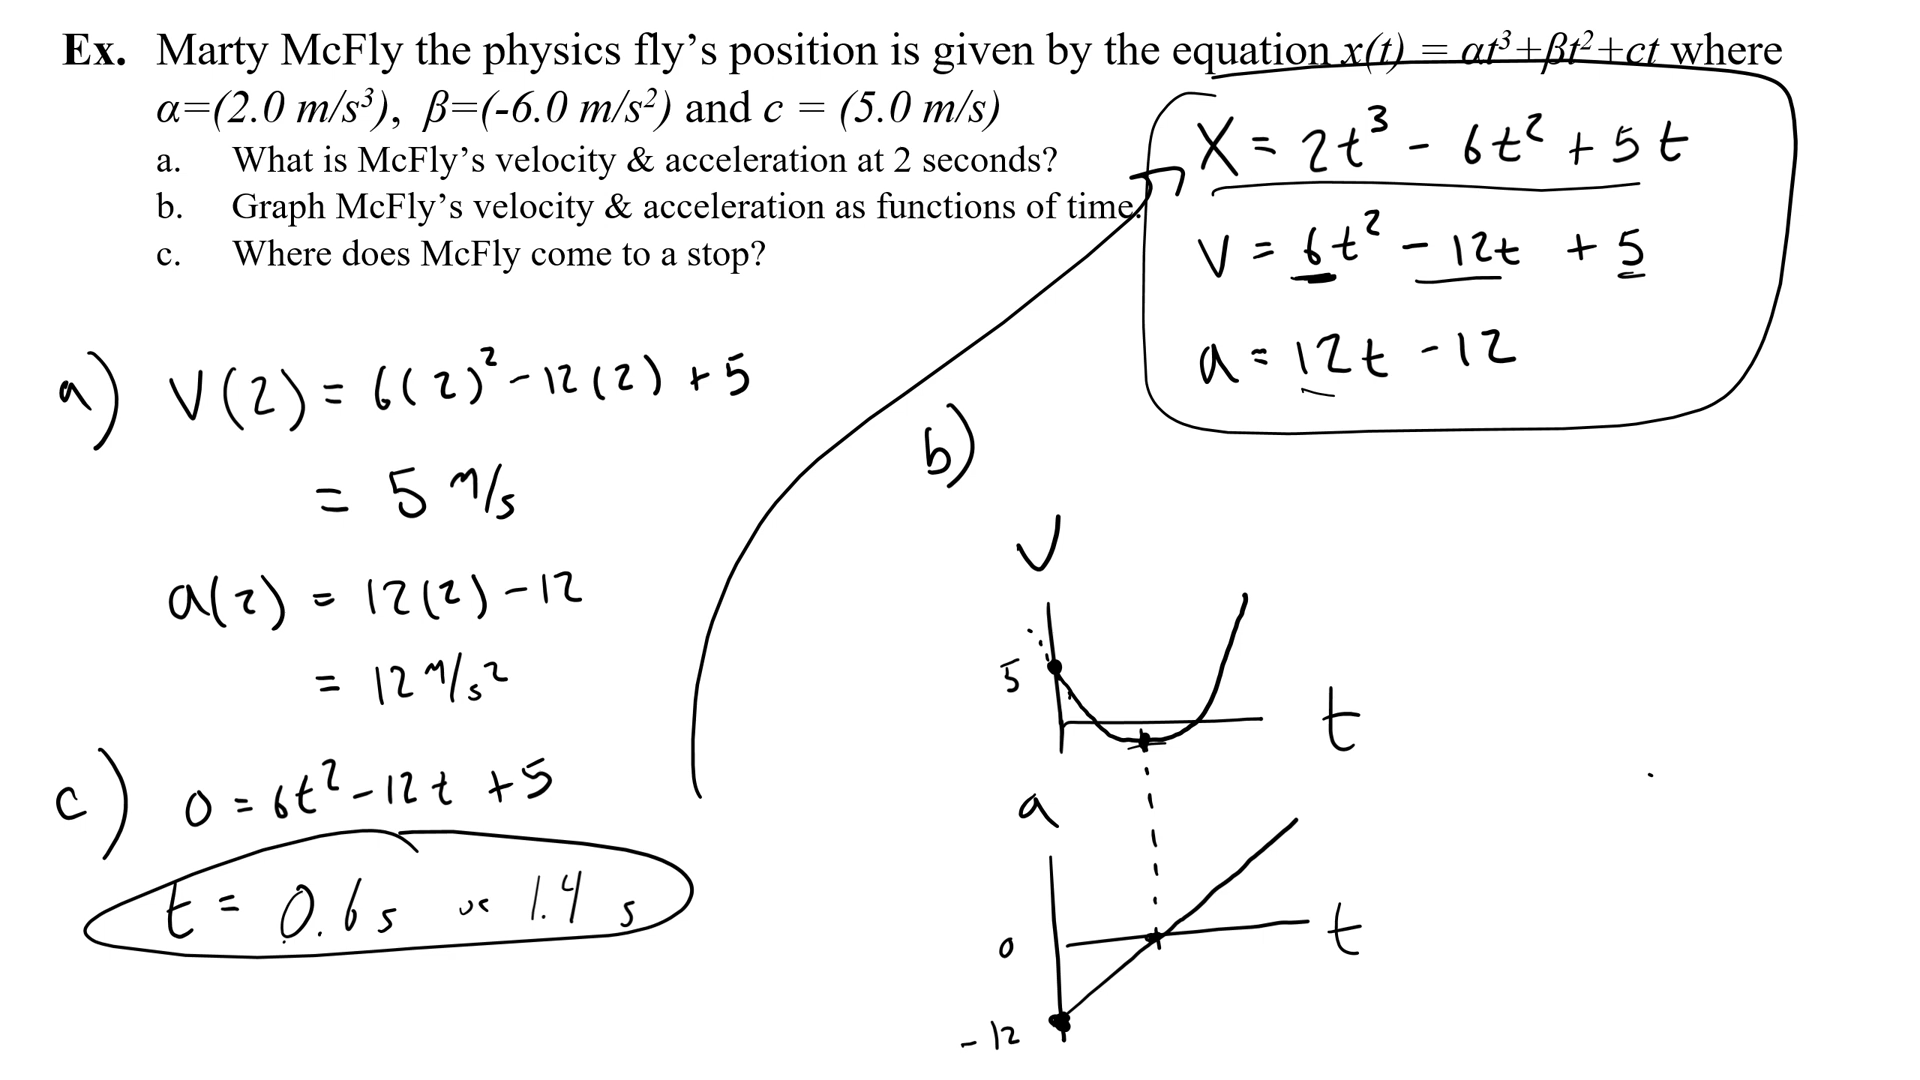 Ex. Marty McFly the physics fly's position is given by the equation x(t) = αt³+βt²+ct where
α=(2.0 m/s³), β=(-6.0 m/s²) and c = (5.0 m/s)
a. What is McFly's velocity & acceleration at 2 seconds?
b. Graph McFly's velocity & acceleration as functions of time.
c. Where does McFly come to a stop?
X = 2t³ - 6t² + 5t
V = 6t² - 12t + 5
a = 12t - 12
a) V(2) = 6(2)² - 12(2) + 5
= 5 m/s
a(2) = 12(2) - 12
= 12 m/s²
c) 0 = 6t² - 12t + 5
t = 0.6 s or 1.4 s
b)
V
5
t
a
0
t
-12